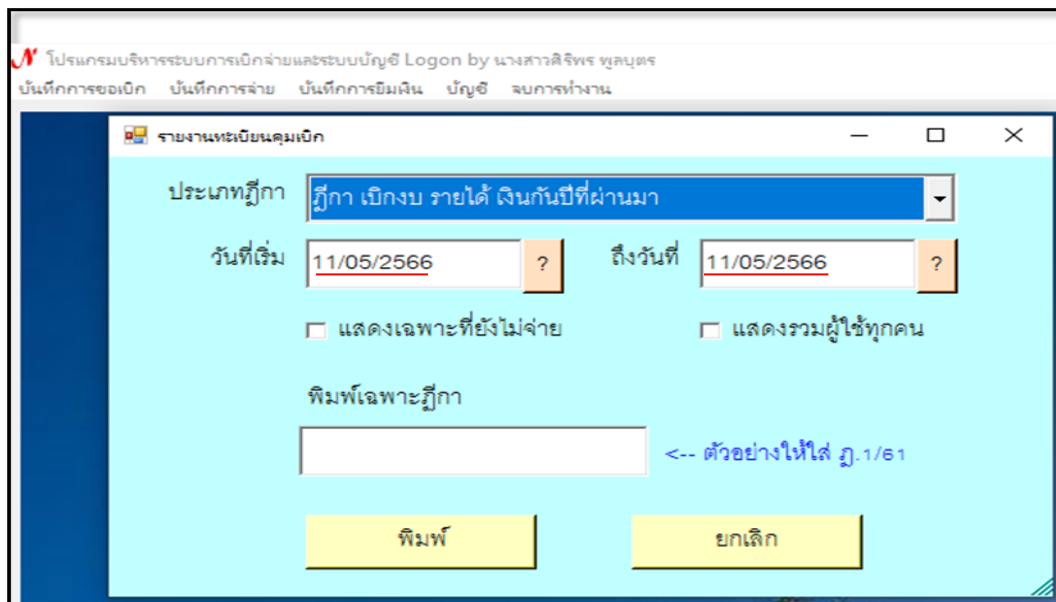 N โปรแกรมบริหารระบบการเบิกจ่ายและระบบบัญชี Logon by นางสาวศิริพร พูลบุตร
บันทึกการขอเบิก บันทึกการจ่าย บันทึกการยืมเงิน บัญชี จบการทำงาน
รายงานทะเบียนคุมเบิก
ประเภทฎีกา ฎีกา เบิกงบ รายได้ เงินกันปีที่ผ่านมา
วันที่เริ่ม 11/05/2566 ? ถึงวันที่ 11/05/2566 ?
แสดงเฉพาะที่ยังไม่จ่าย แสดงรวมผู้ใช้ทุกคน
พิมพ์เฉพาะฎีกา
<-- ตัวอย่างให้ใส่ ฎ.1/61
พิมพ์ ยกเลิก